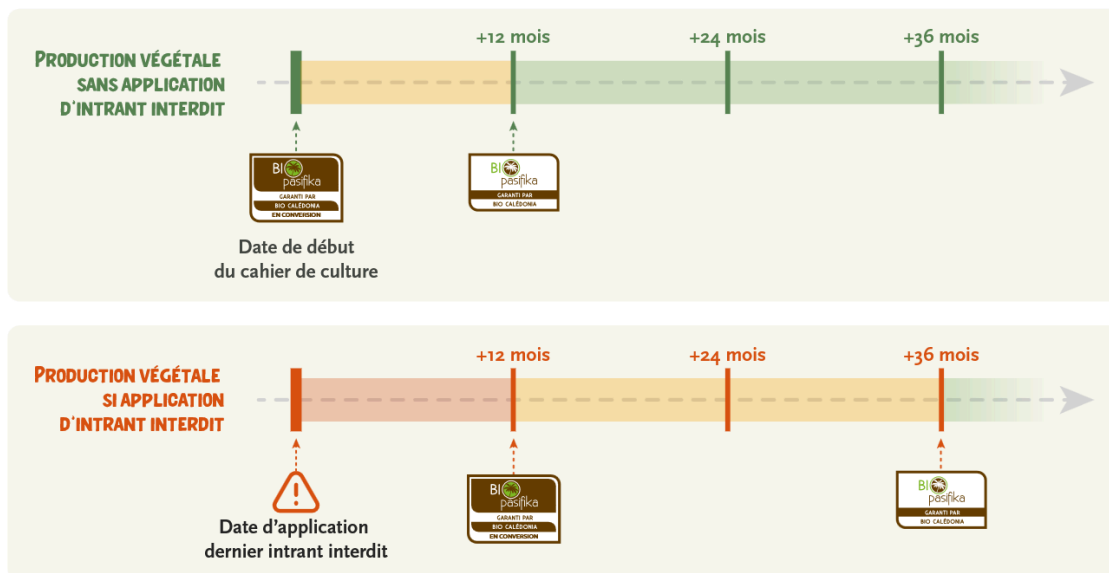 +12 mois
+24 mois
+36 mois
PRODUCTION VÉGÉTALE
SANS APPLICATION
D'INTRANT INTERDIT
BIO
pasifika
GARANTI PAR
BIO CALÉDONIA
EN CONVERSION
BIO
pasifika
GARANTI PAR
BIO CALÉDONIA
Date de début
du cahier de culture
+12 mois
+24 mois
+36 mois
PRODUCTION VÉGÉTALE
SI APPLICATION
D'INTRANT INTERDIT
Date d'application
dernier intrant interdit
BIO
pasifika
GARANTI PAR
BIO CALÉDONIA
EN CONVERSION
BIO
pasifika
GARANTI PAR
BIO CALÉDONIA